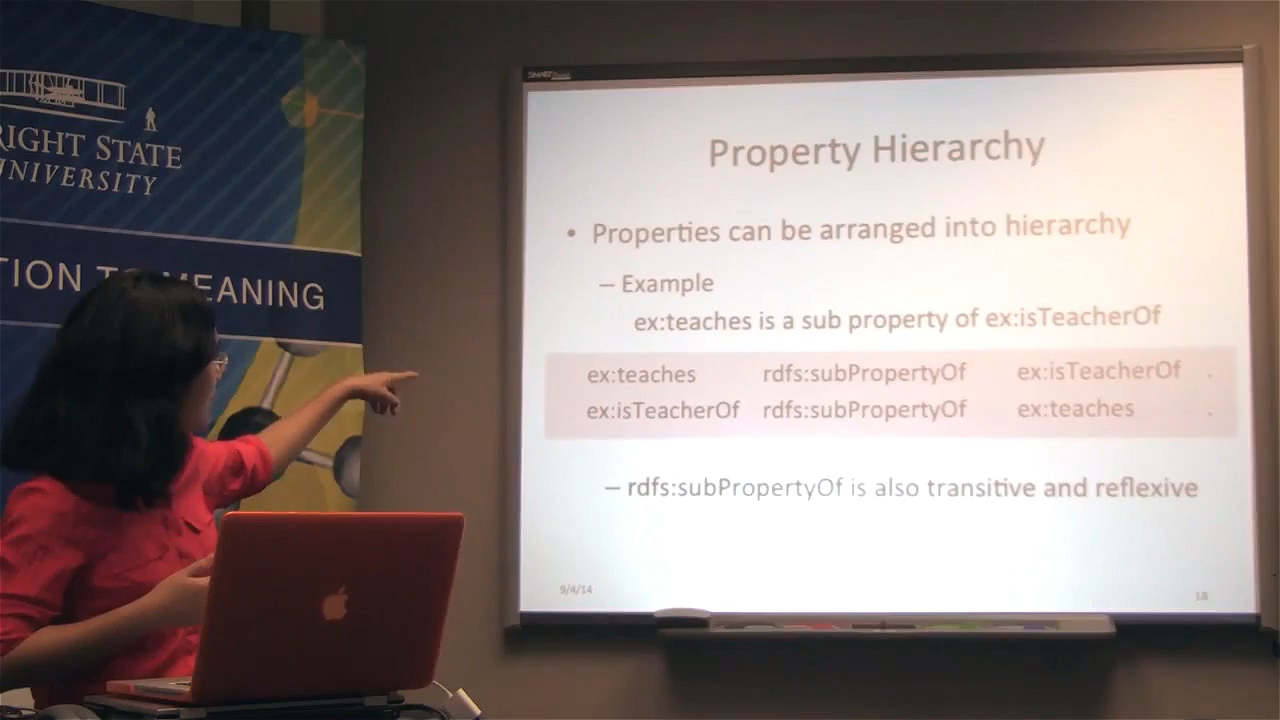 RIGHT STATE
UNIVERSITY
TION TO MEANING
SMART
Property Hierarchy
• Properties can be arranged into hierarchy
– Example
ex:teaches is a sub property of ex:isTeacherOf
ex:teaches rdfs:subPropertyOf ex:isTeacherOf .
ex:isTeacherOf rdfs:subPropertyOf ex:teaches .
– rdfs:subPropertyOf is also transitive and reflexive
9/4/14
18